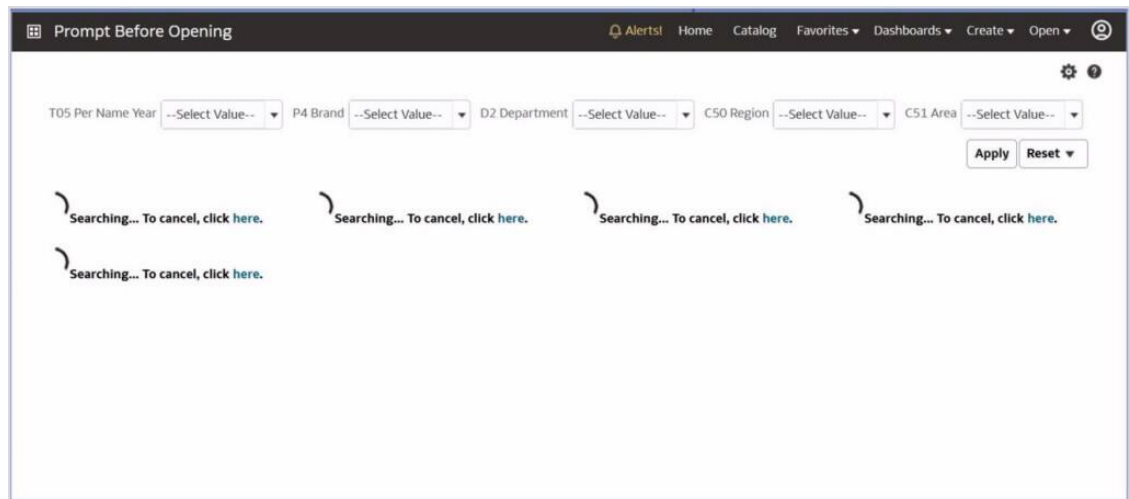 Prompt Before Opening Alerts! Home Catalog Favorites Dashboards Create Open
T05 Per Name Year --Select Value-- P4 Brand --Select Value-- D2 Department --Select Value-- C50 Region --Select Value-- C51 Area --Select Value--
Apply Reset
Searching... To cancel, click here. Searching... To cancel, click here. Searching... To cancel, click here. Searching... To cancel, click here.
Searching... To cancel, click here.